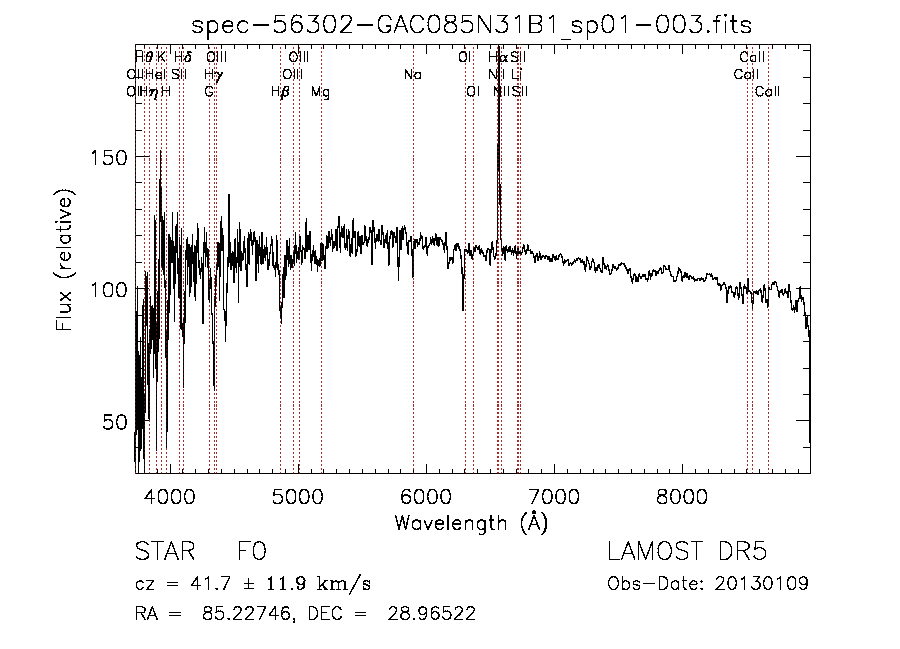 spec-56302-GAC085N31B1_sp01-003.fits
Hθ K Hδ OIII OIII OI Hα SII CaII
OII HeI SII Hγ OIII Na NII Li CaII
OII Hη H G Hβ Mg OI NII SII CaII
150
100
50
Flux (relative)
4000 5000 6000 7000 8000
Wavelength (Å)
STAR F0 LAMOST DR5
cz = 41.7 ± 11.9 km/s Obs-Date: 20130109
RA = 85.22746, DEC = 28.96522